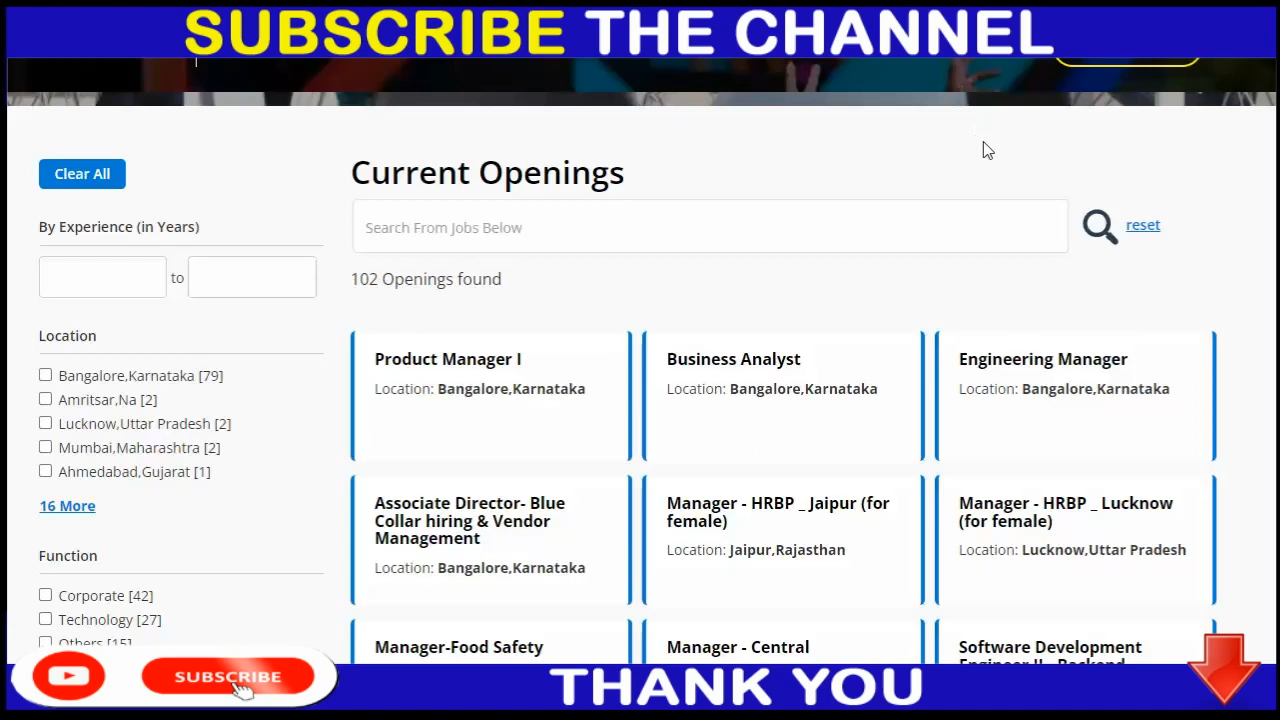 SUBSCRIBE THE CHANNEL
Clear All
By Experience (in Years)
to
Location
Bangalore,Karnataka [79]
Amritsar,Na [2]
Lucknow,Uttar Pradesh [2]
Mumbai,Maharashtra [2]
Ahmedabad,Gujarat [1]
16 More
Function
Corporate [42]
Technology [27]
Others [15]
Current Openings
Search From Jobs Below
reset
102 Openings found
Product Manager I
Location: Bangalore,Karnataka
Business Analyst
Location: Bangalore,Karnataka
Engineering Manager
Location: Bangalore,Karnataka
Associate Director- Blue
Collar hiring & Vendor
Management
Location: Bangalore,Karnataka
Manager - HRBP _ Jaipur (for
female)
Location: Jaipur,Rajasthan
Manager - HRBP _ Lucknow
(for female)
Location: Lucknow,Uttar Pradesh
Manager-Food Safety
Manager - Central
Software Development
Engineer II - Backend
SUBSCRIBE
THANK YOU